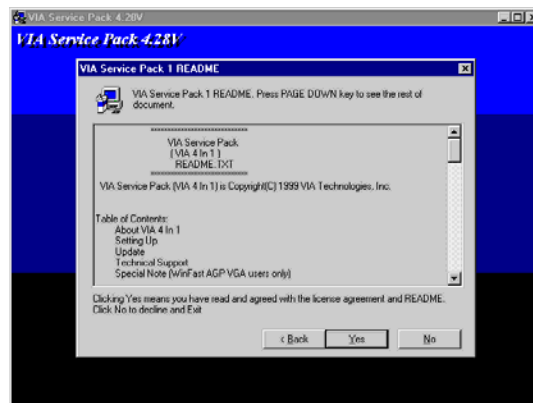 VIA Service Pack 4.28V
VIA Service Pack 4.28V
VIA Service Pack 1 README
VIA Service Pack 1 README. Press PAGE DOWN key to see the rest of
document.
==========================
VIA Service Pack
( VIA 4 In 1 )
README.TXT
==========================
VIA Service Pack (VIA 4 In 1) is Copyright(C) 1999 VIA Technologies, Inc.
Table of Contents:
About VIA 4 In 1
Setting Up
Update
Technical Support
Special Note (WinFast AGP VGA users only)
Clicking Yes means you have read and agreed with the license agreement and README.
Click No to decline and Exit
< Back Yes No